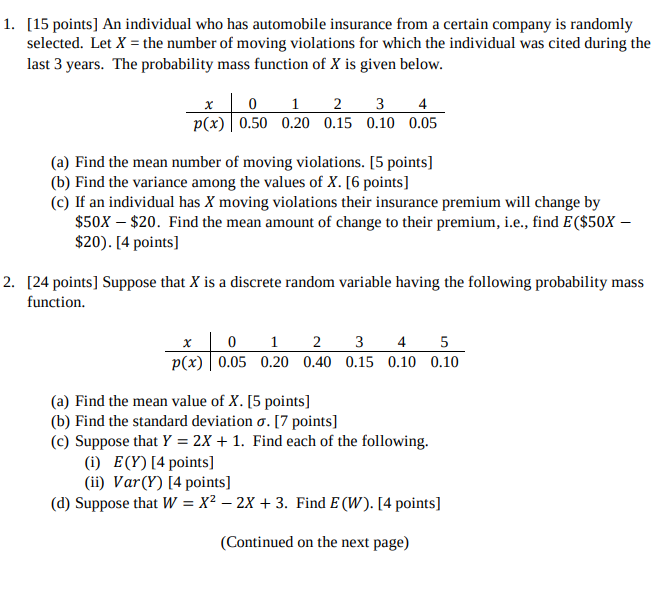 1. [15 points] An individual who has automobile insurance from a certain company is randomly
selected. Let X = the number of moving violations for which the individual was cited during the
last 3 years. The probability mass function of X is given below.
x 0 1 2 3 4
p(x) 0.50 0.20 0.15 0.10 0.05
(a) Find the mean number of moving violations. [5 points]
(b) Find the variance among the values of X. [6 points]
(c) If an individual has X moving violations their insurance premium will change by
$50X – $20. Find the mean amount of change to their premium, i.e., find E($50X –
$20). [4 points]
2. [24 points] Suppose that X is a discrete random variable having the following probability mass
function.
x 0 1 2 3 4 5
p(x) 0.05 0.20 0.40 0.15 0.10 0.10
(a) Find the mean value of X. [5 points]
(b) Find the standard deviation σ. [7 points]
(c) Suppose that Y = 2X + 1. Find each of the following.
(i) E(Y) [4 points]
(ii) Var(Y) [4 points]
(d) Suppose that W = X² – 2X + 3. Find E(W). [4 points]
(Continued on the next page)